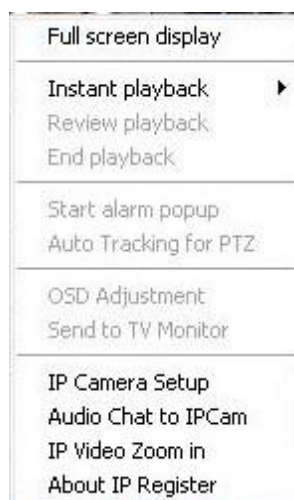 Full screen display
Instant playback
Review playback
End playback
Start alarm popup
Auto Tracking for PTZ
OSD Adjustment
Send to TV Monitor
IP Camera Setup
Audio Chat to IPCam
IP Video Zoom in
About IP Register